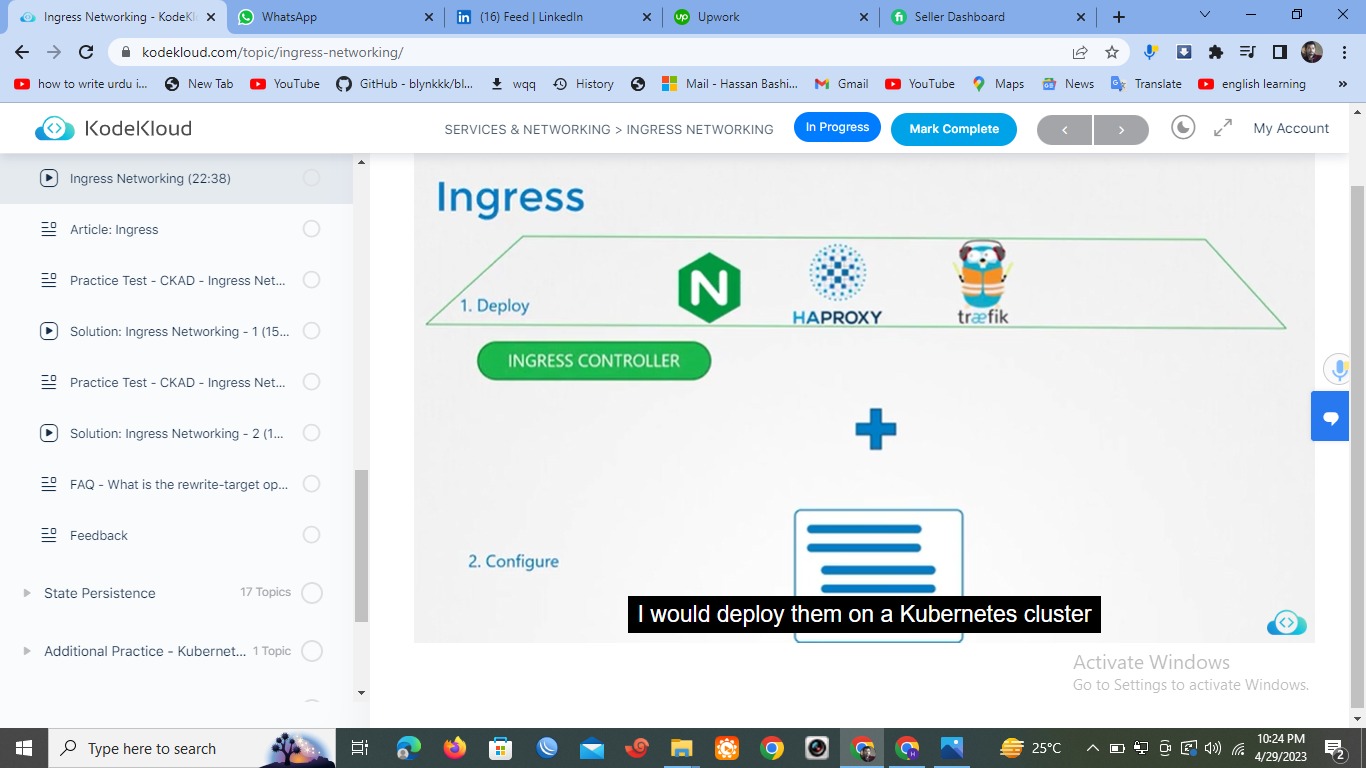 Ingress Networking - KodeKl
WhatsApp
in (16) Feed | LinkedIn
up Upwork
fi Seller Dashboard
kodekloud.com/topic/ingress-networking/
how to write urdu i...
New Tab
YouTube
GitHub - blynkkk/bl...
wqq
History
Mail - Hassan Bashi...
Gmail
YouTube
Maps
News
Translate
english learning
»
KodeKloud
SERVICES & NETWORKING > INGRESS NETWORKING
In Progress
Mark Complete
<
>
My Account
Ingress Networking (22:38)
Article: Ingress
Practice Test - CKAD - Ingress Net...
Solution: Ingress Networking - 1 (15...
Practice Test - CKAD - Ingress Net...
Solution: Ingress Networking - 2 (1...
FAQ - What is the rewrite-target op...
Feedback
State Persistence 17 Topics
Additional Practice - Kubernet... 1 Topic
Ingress
1. Deploy
N
HAPROXY
træfik
INGRESS CONTROLLER
2. Configure
I would deploy them on a Kubernetes cluster
Activate Windows
Go to Settings to activate Windows.
Type here to search
25°C
10:24 PM
4/29/2023
2